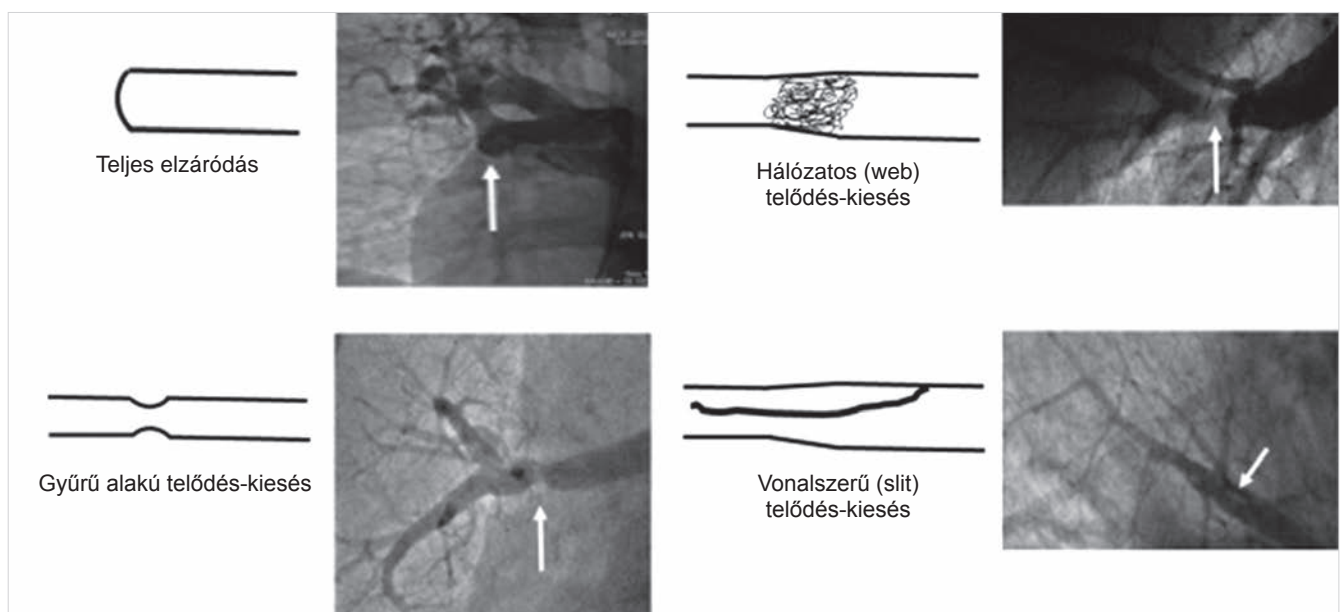 Teljes elzáródás
Hálózatos (web)
telődés-kiesés
Gyűrű alakú telődés-kiesés
Vonalszerű (slit)
telődés-kiesés